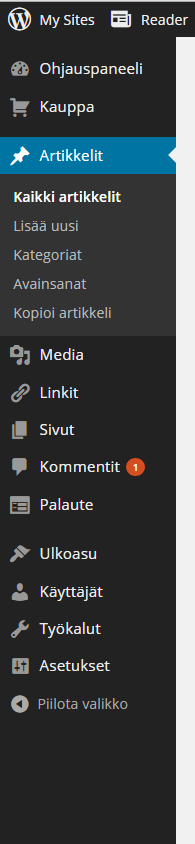 My Sites Reader
Ohjauspaneeli
Kauppa
Artikkelit
Kaikki artikkelit
Lisää uusi
Kategoriat
Avainsanat
Kopioi artikkeli
Media
Linkit
Sivut
Kommentit 1
Palaute
Ulkoasu
Käyttäjät
Työkalut
Asetukset
Piilota valikko